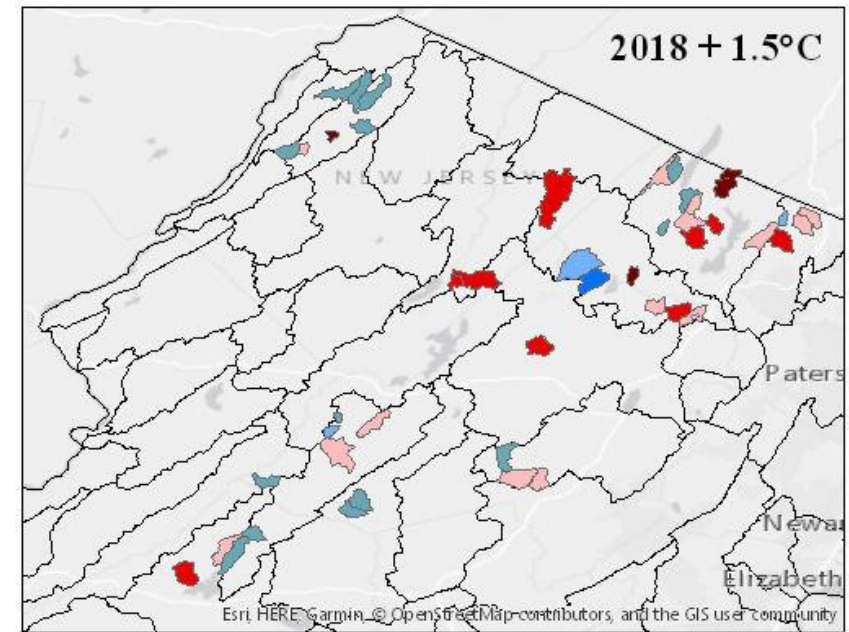 2018 + 1.5°C
NEW JERSEY
Paters
Newar
Elizabeth
Esri, HERE, Garmin, © OpenStreetMap contributors, and the GIS user community